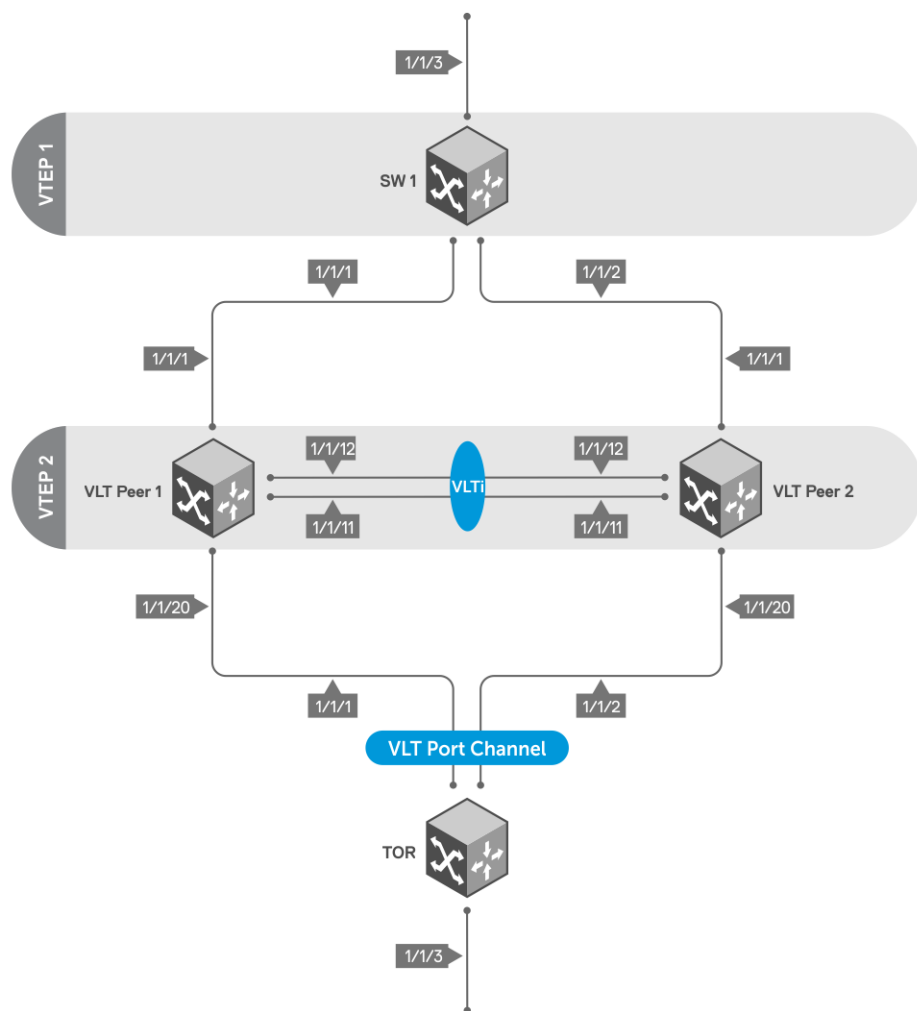 1/1/3
VTEP 1
SW 1
1/1/1
1/1/2
1/1/1
1/1/1
VTEP 2
1/1/12
1/1/12
VLT Peer 1
VLTi
VLT Peer 2
1/1/11
1/1/11
1/1/20
1/1/20
1/1/1
1/1/2
VLT Port Channel
TOR
1/1/3